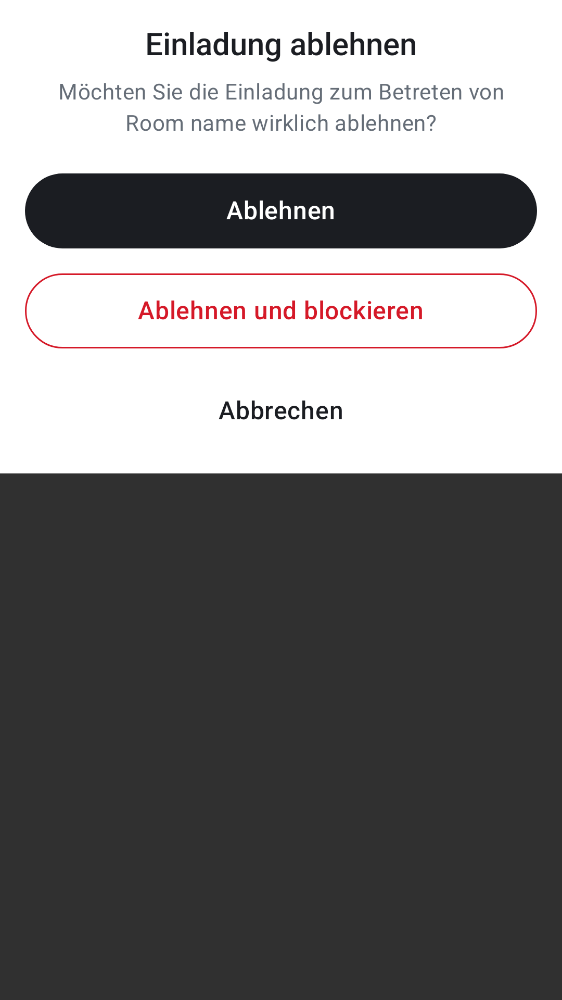 Einladung ablehnen
Möchten Sie die Einladung zum Betreten von
Room name wirklich ablehnen?
Ablehnen
Ablehnen und blockieren
Abbrechen